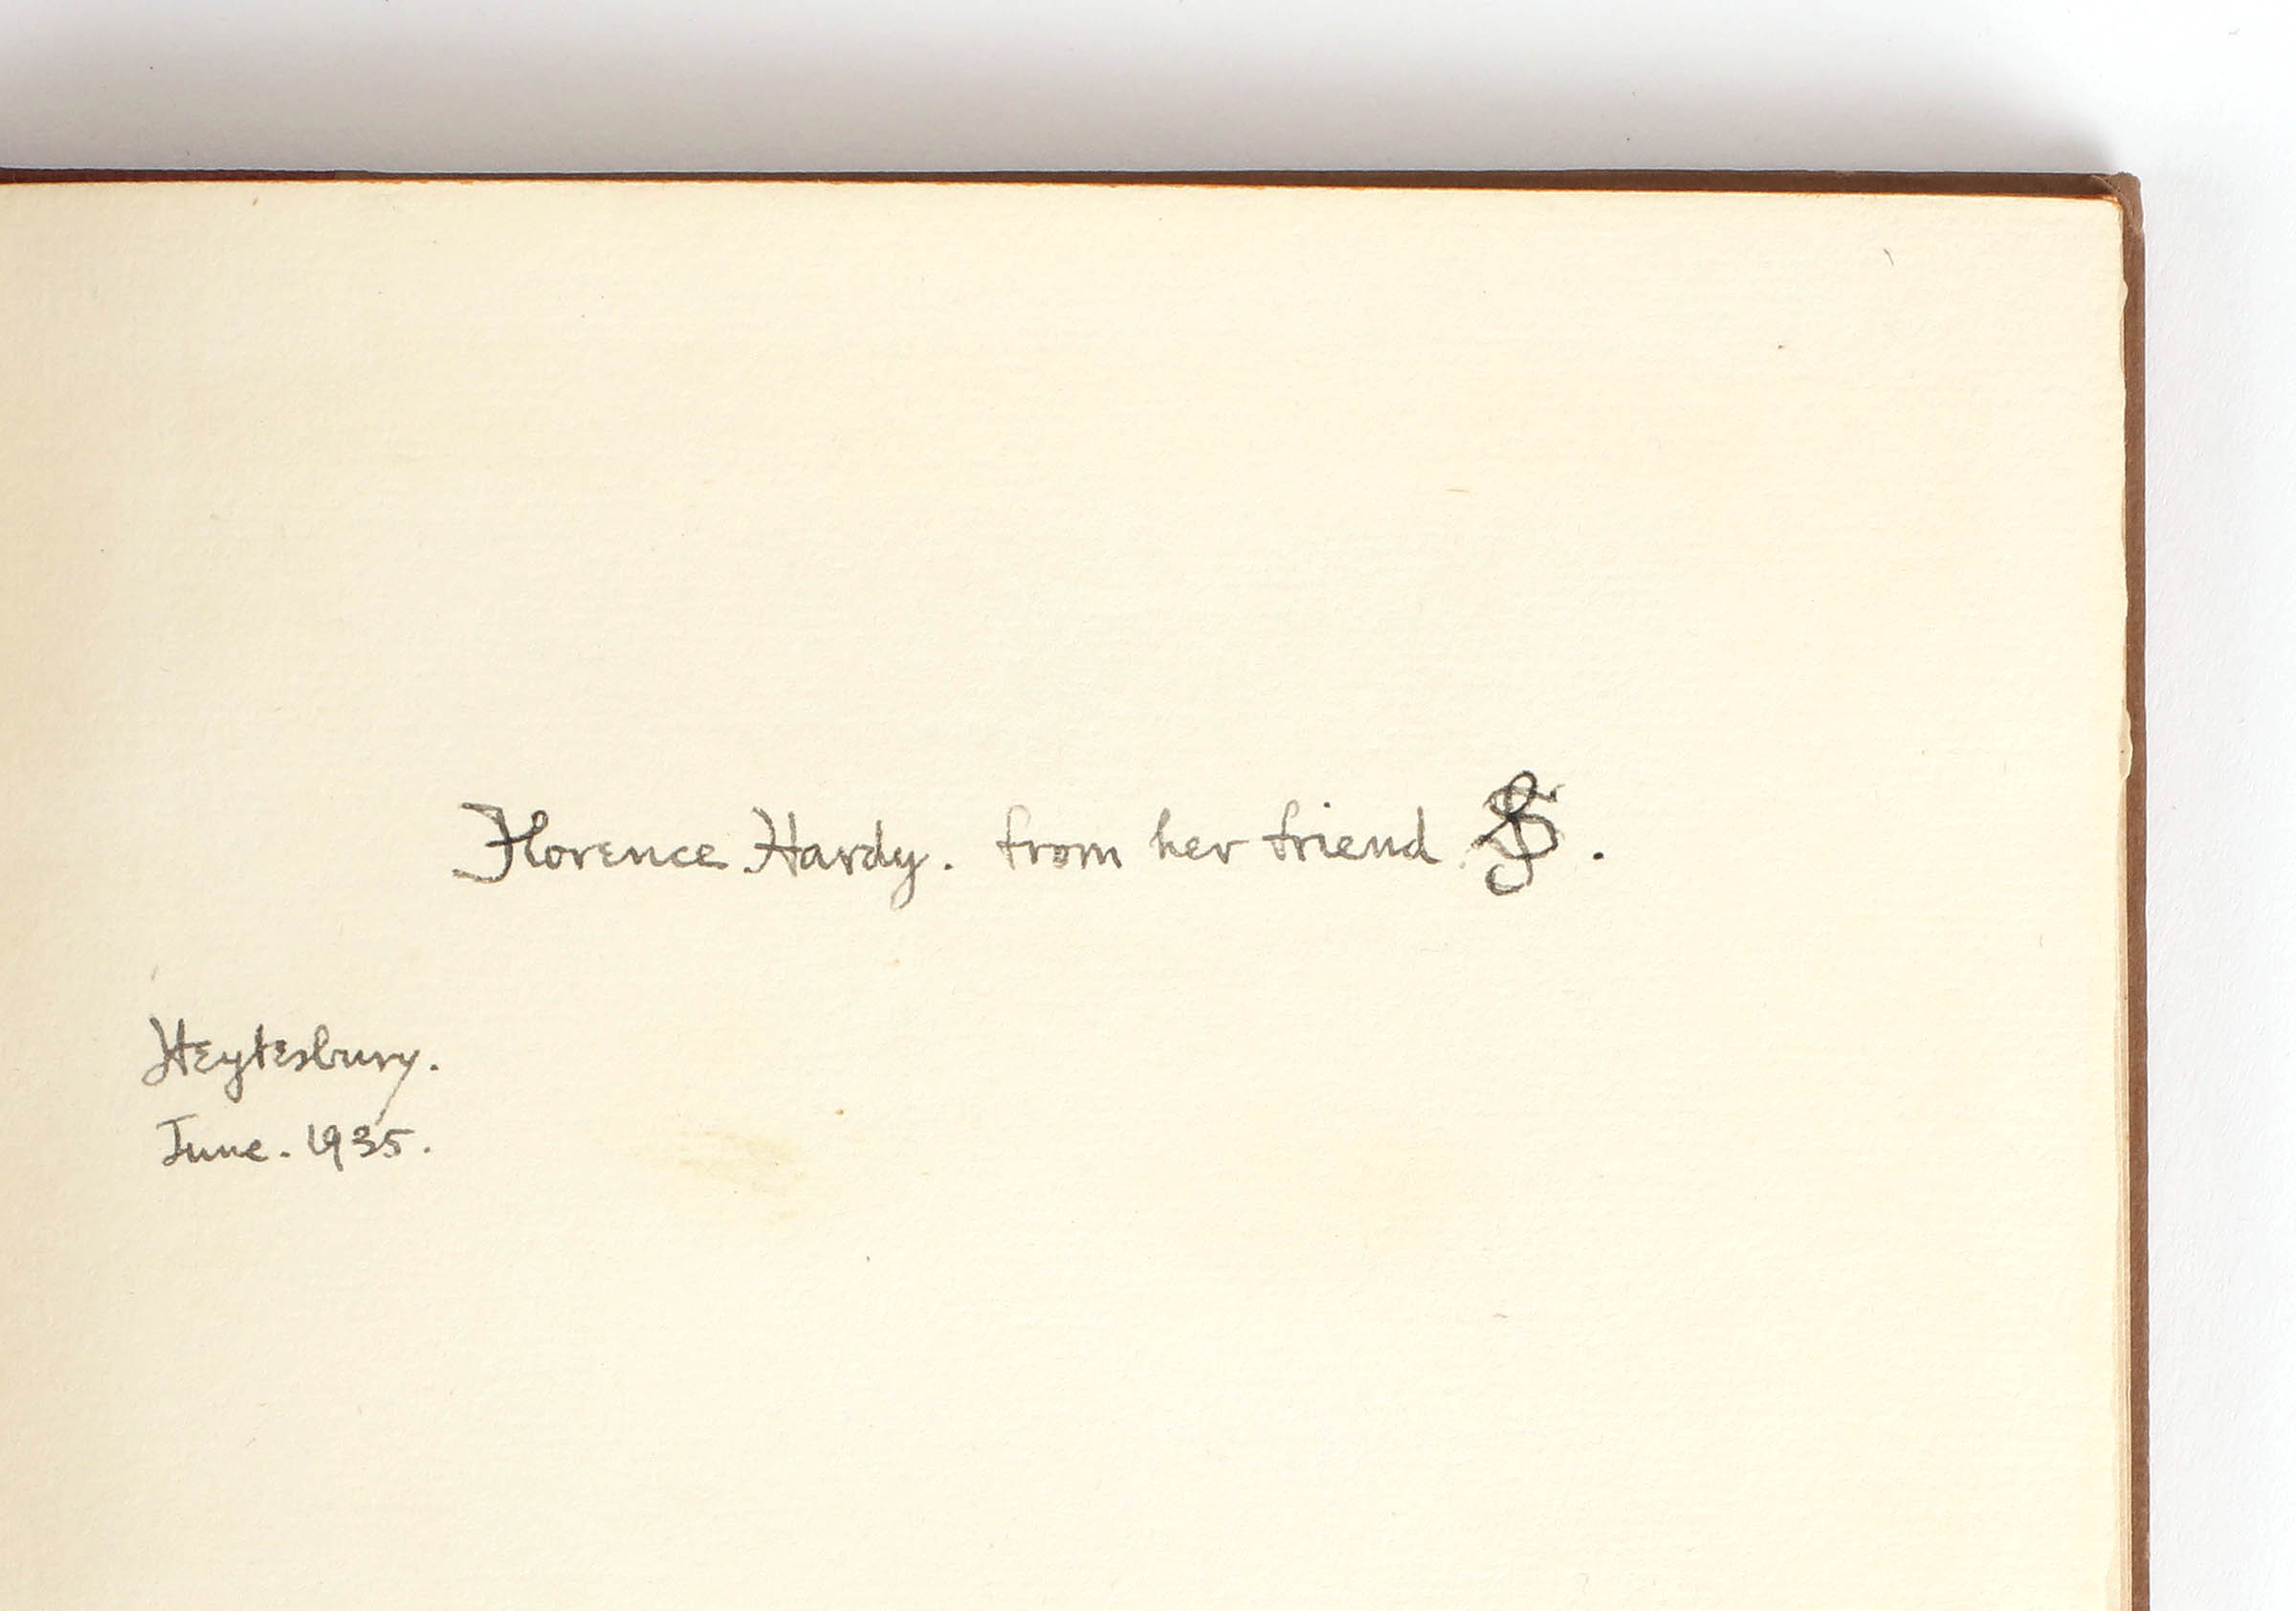 Florence Hardy. from her friend SS.
Heytesbury.
June. 1935.